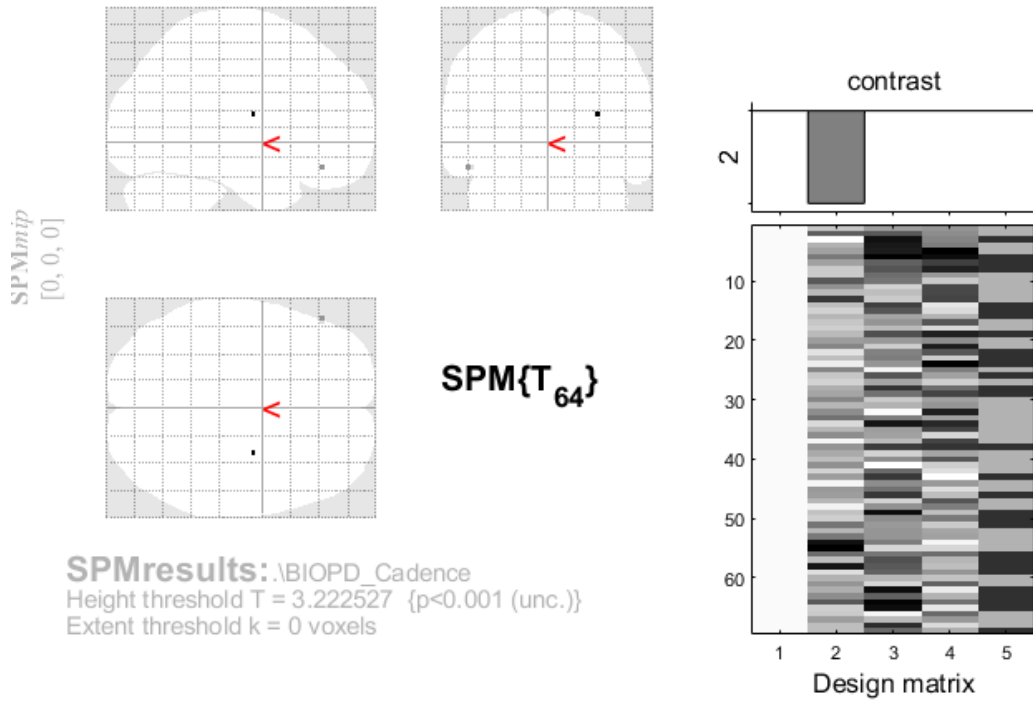 SPMmip
[0, 0, 0]
<
<
<
SPM{T64}
SPMresults: .\BIOPD_Cadence
Height threshold T = 3.222527 {p<0.001 (unc.)}
Extent threshold k = 0 voxels
contrast
2
10
20
30
40
50
60
1 2 3 4 5
Design matrix